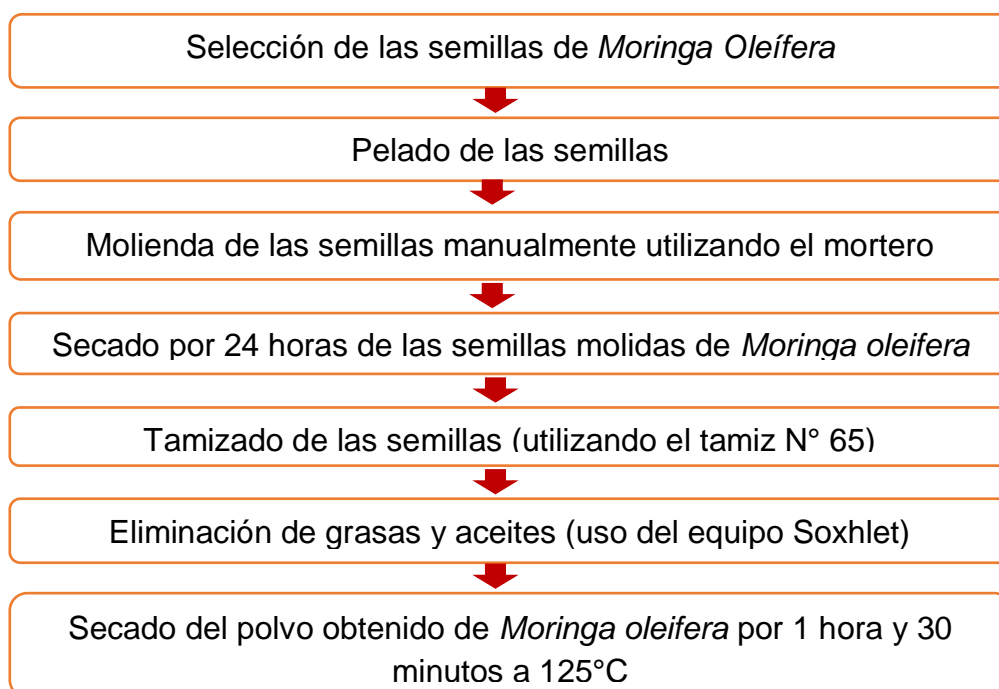 Selección de las semillas de Moringa Oleífera
Pelado de las semillas
Molienda de las semillas manualmente utilizando el mortero
Secado por 24 horas de las semillas molidas de Moringa oleifera
Tamizado de las semillas (utilizando el tamiz N° 65)
Eliminación de grasas y aceites (uso del equipo Soxhlet)
Secado del polvo obtenido de Moringa oleifera por 1 hora y 30
minutos a 125°C